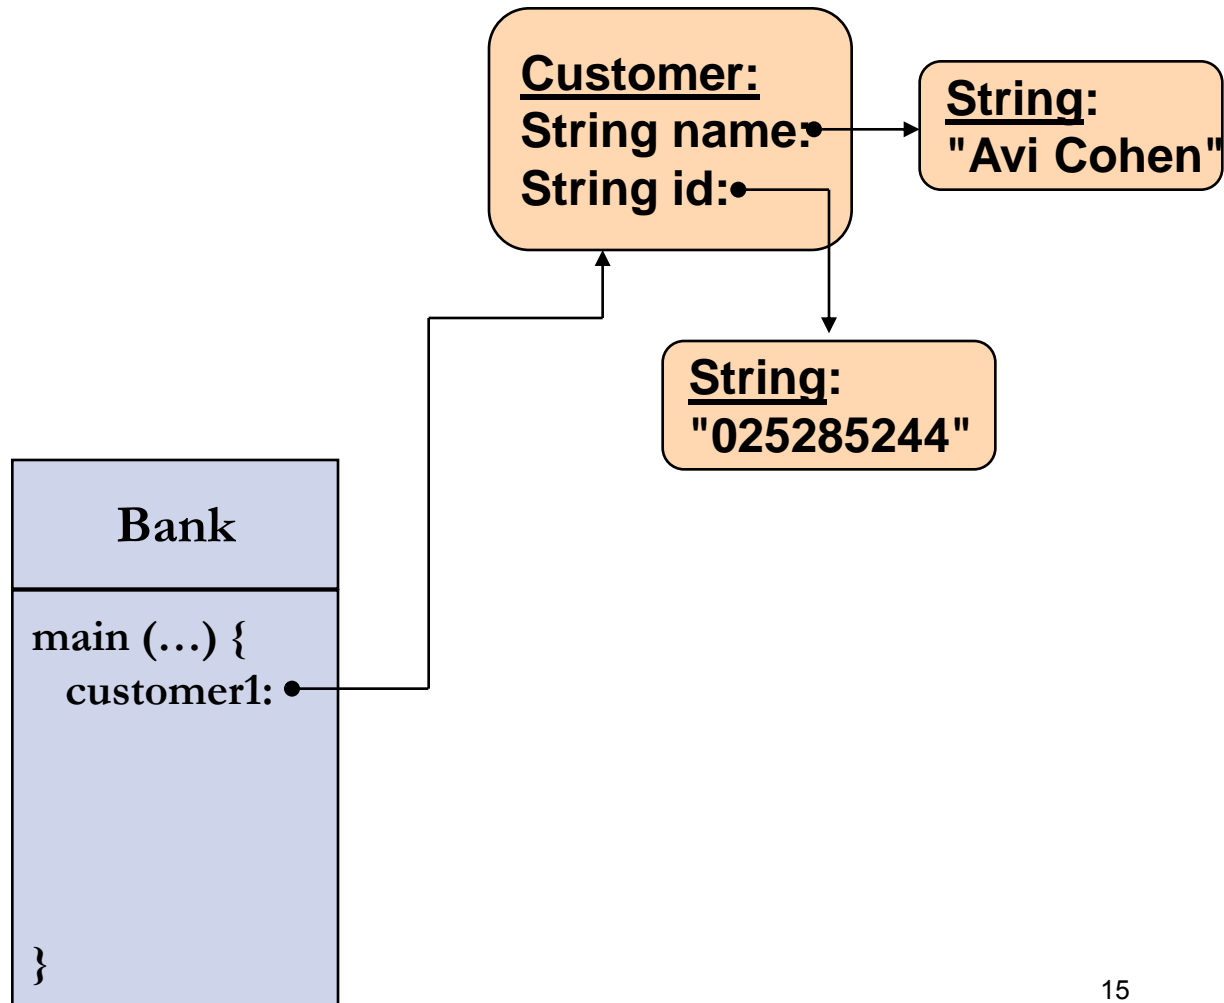 Customer:
String name:
String id:
String:
"Avi Cohen"
String:
"025285244"
Bank
main (…) {
customer1:
}
15